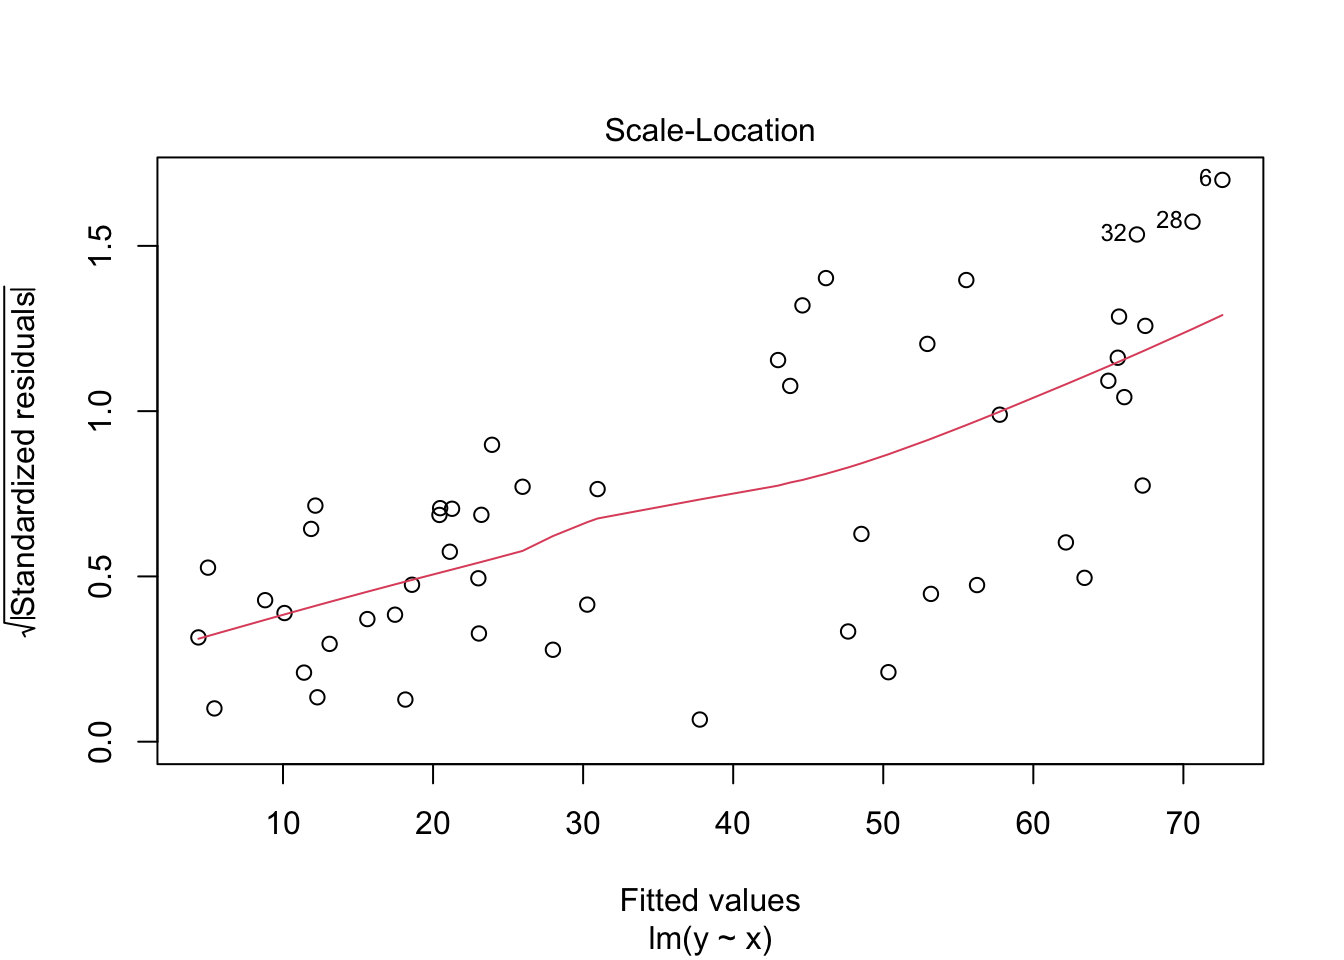 Scale-Location
√|Standardized residuals|
0.0 0.5 1.0 1.5
6
28
32
10 20 30 40 50 60 70
Fitted values
lm(y ~ x)